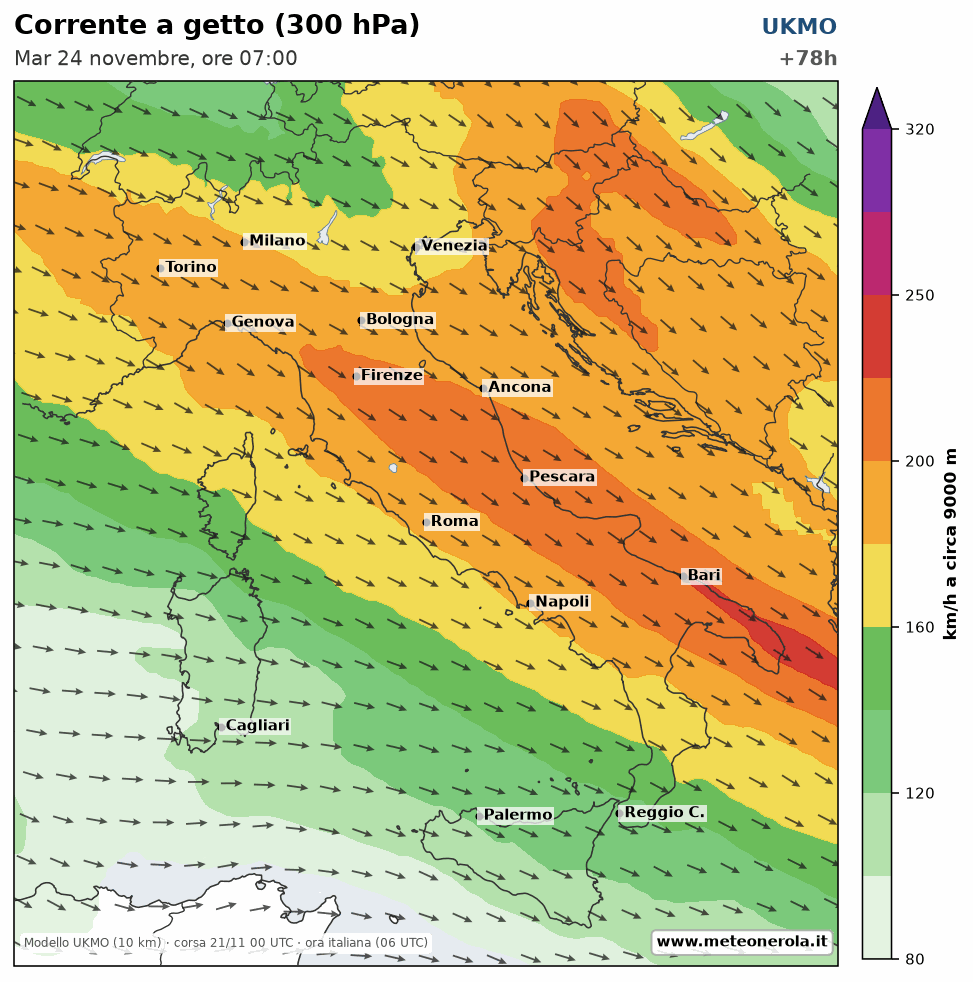 Corrente a getto (300 hPa)
UKMO
Mar 24 novembre, ore 07:00
+78h
Milano
Venezia
Torino
Genova
Bologna
Firenze
Ancona
Pescara
Roma
Bari
Napoli
Cagliari
Palermo
Reggio C.
320
250
200
160
120
80
km/h a circa 9000 m
Modello UKMO (10 km) · corsa 21/11 00 UTC · ora italiana (06 UTC)
www.meteonerola.it